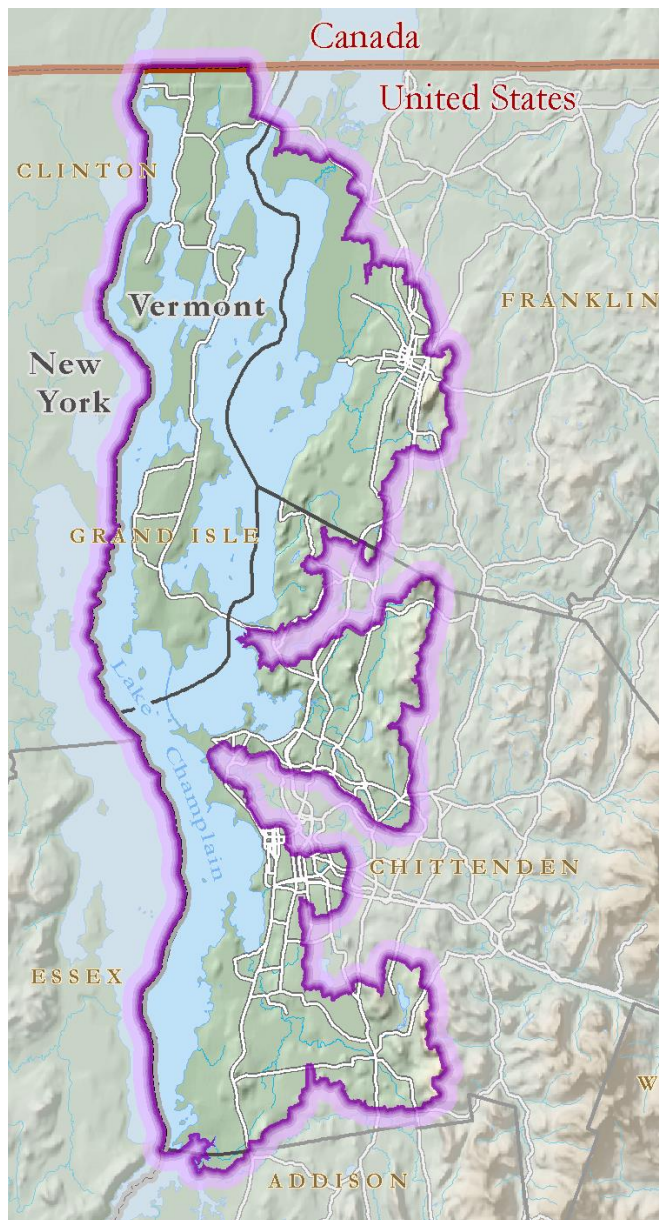 Canada
United States
CLINTON
FRANKLIN
Vermont
New
York
GRAND ISLE
Lake Champlain
CHITTENDEN
ESSEX
W
ADDISON